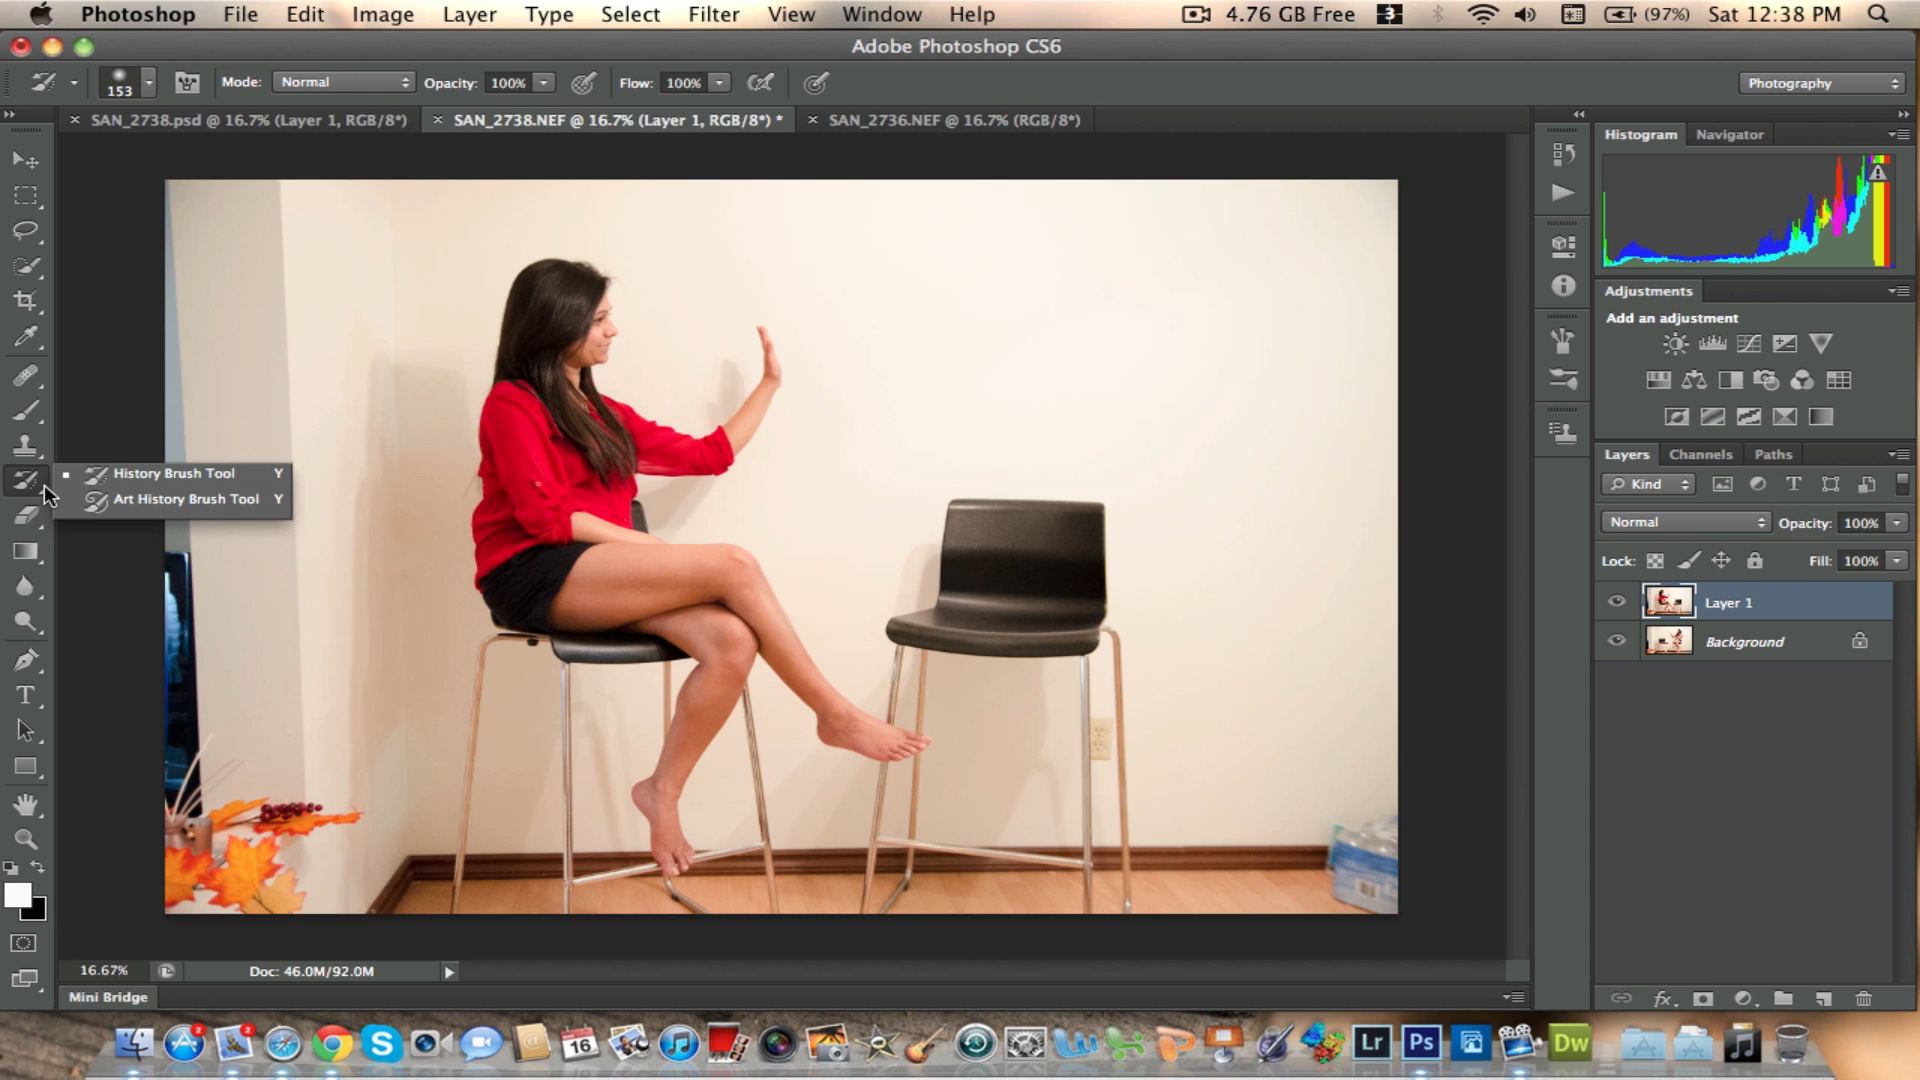 Photoshop File Edit Image Layer Type Select Filter View Window Help 4.76 GB Free 3 (97%) Sat 12:38 PM
Adobe Photoshop CS6
153 Mode: Normal Opacity: 100% Flow: 100% Photography
SAN_2738.psd @ 16.7% (Layer 1, RGB/8*) SAN_2738.NEF @ 16.7% (Layer 1, RGB/8*) * SAN_2736.NEF @ 16.7% (RGB/8*)
Histogram Navigator
Adjustments
Add an adjustment
Layers Channels Paths
Kind
Normal Opacity: 100%
Lock: Fill: 100%
Layer 1
Background
History Brush Tool Y
Art History Brush Tool Y
T
16.67% Doc: 46.0M/92.0M
Mini Bridge
fx
16 Lr Ps Dw